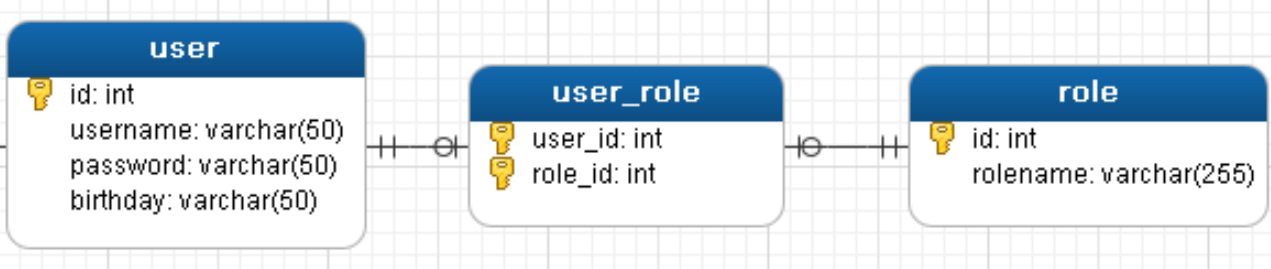 user
id: int
username: varchar(50)
password: varchar(50)
birthday: varchar(50)
user_role
user_id: int
role_id: int
role
id: int
rolename: varchar(255)